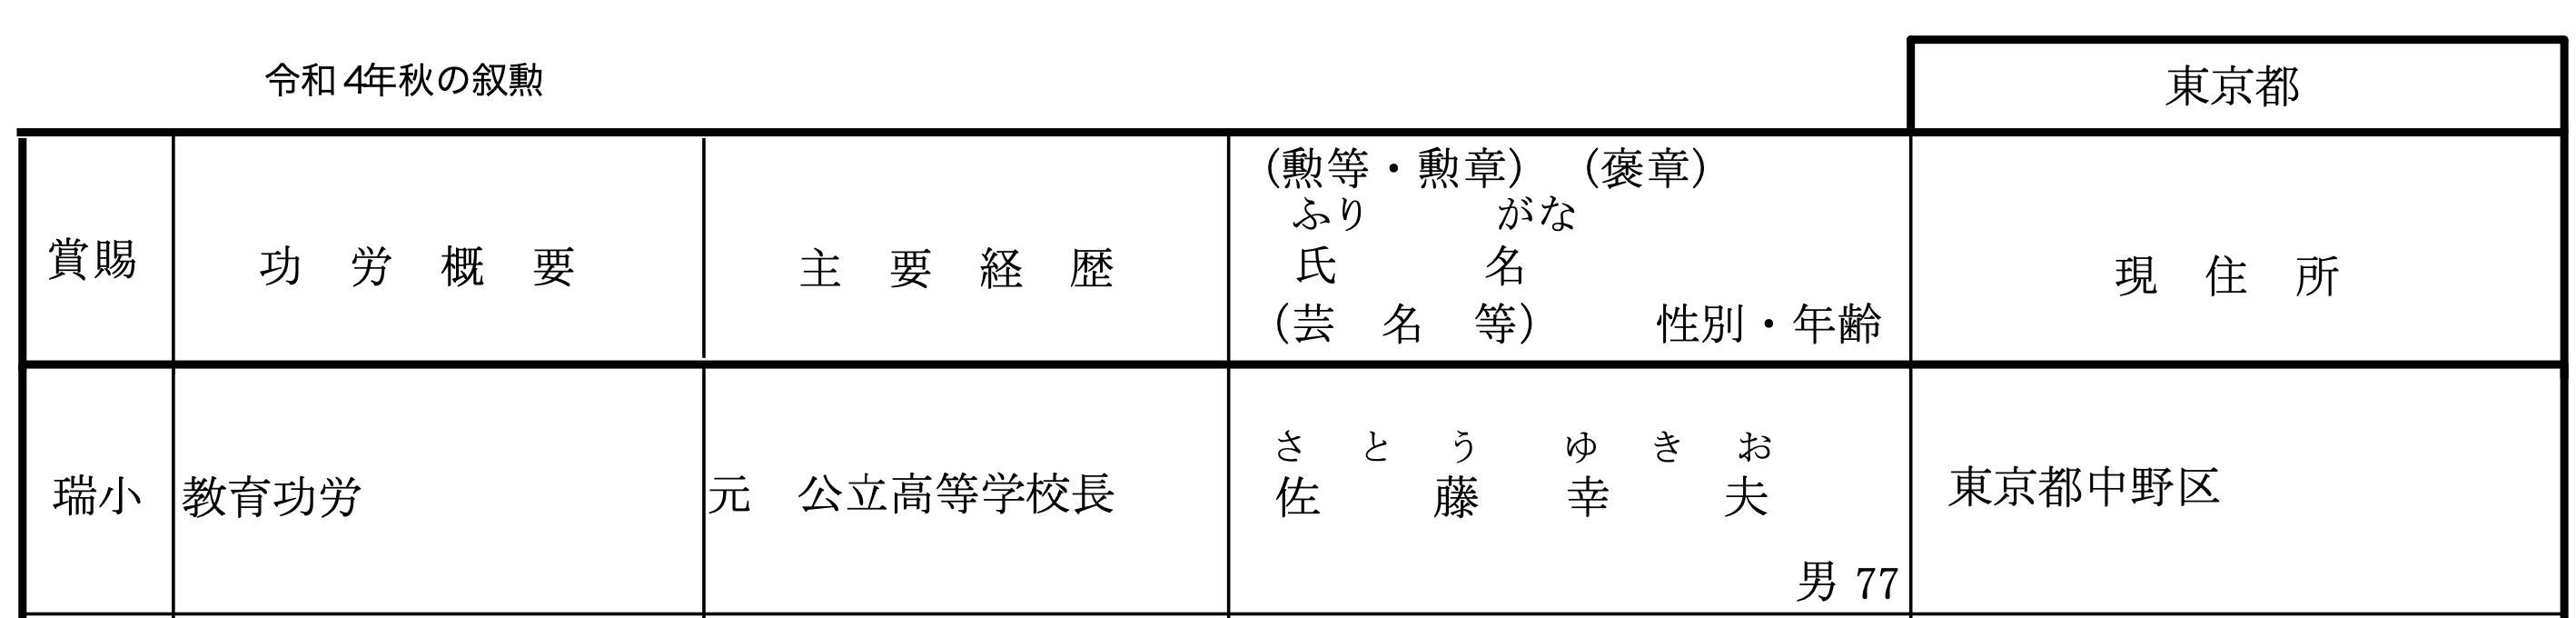 令和4年秋の叙勲
東京都
賞賜
功 労 概 要
主 要 経 歴
（勲等・勲章）（褒章）
ふり がな
氏 名
（芸 名 等） 性別・年齢
現 住 所
瑞小
教育功労
元 公立高等学校長
さ と う ゆ き お
佐 藤 幸 夫
男 77
東京都中野区